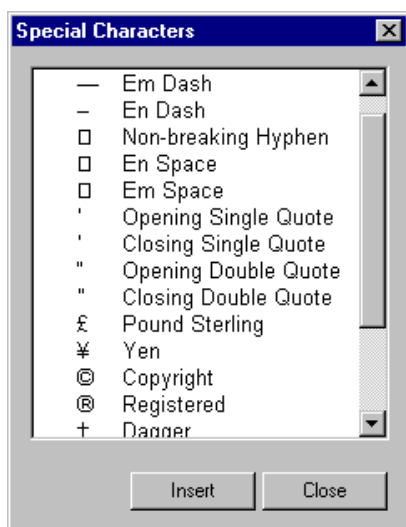 Special Characters
— Em Dash
– En Dash
□ Non-breaking Hyphen
□ En Space
□ Em Space
' Opening Single Quote
' Closing Single Quote
" Opening Double Quote
" Closing Double Quote
£ Pound Sterling
¥ Yen
© Copyright
® Registered
† Dagger
Insert Close